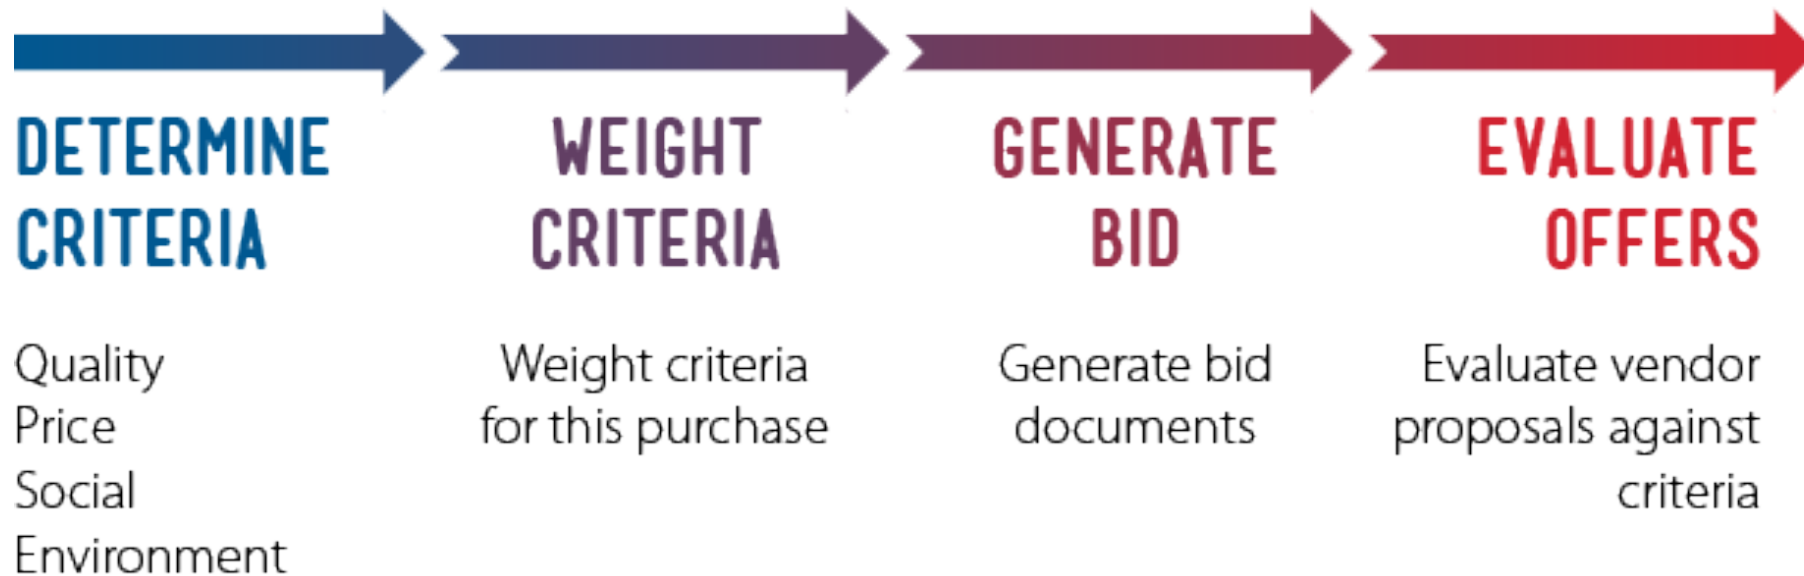 DETERMINE
CRITERIA
Quality
Price
Social
Environment
WEIGHT
CRITERIA
Weight criteria
for this purchase
GENERATE
BID
Generate bid
documents
EVALUATE
OFFERS
Evaluate vendor
proposals against
criteria